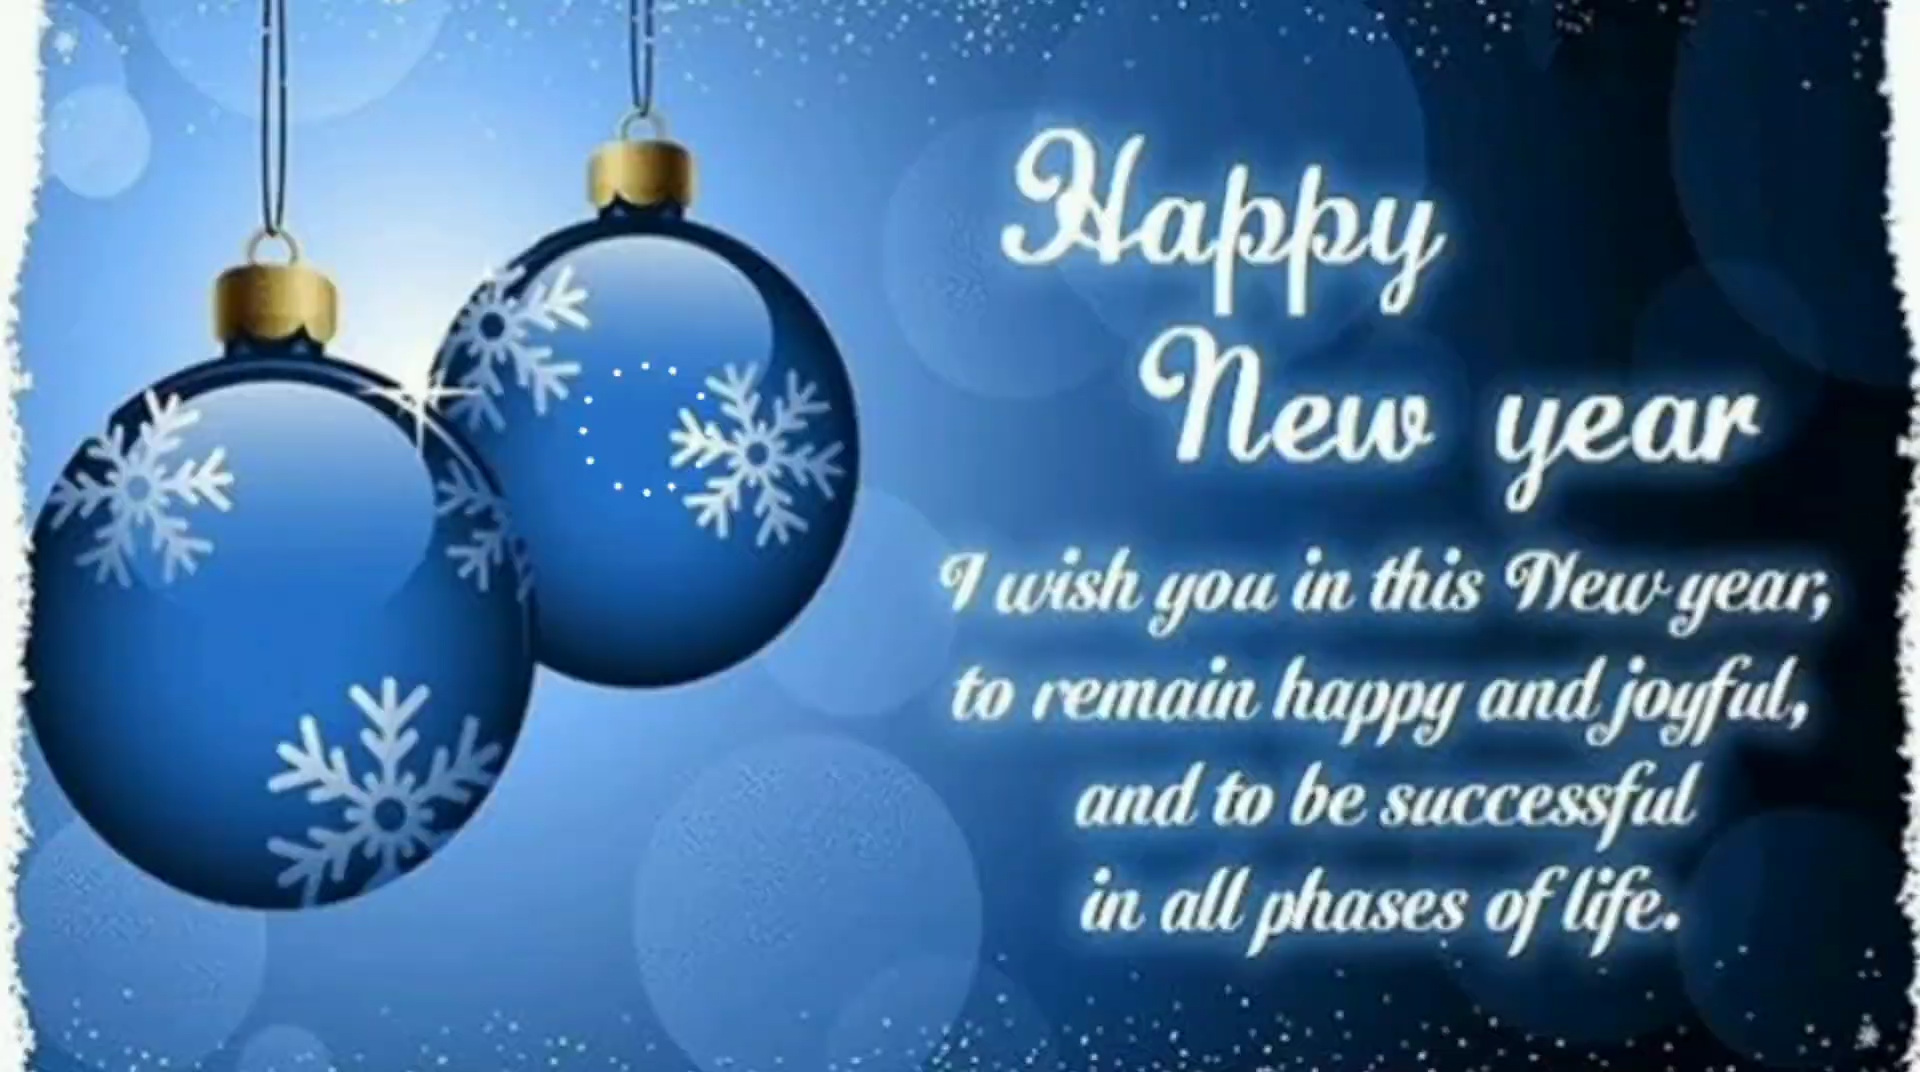 Happy
New year
I wish you in this New year,
to remain happy and joyful,
and to be successful
in all phases of life.